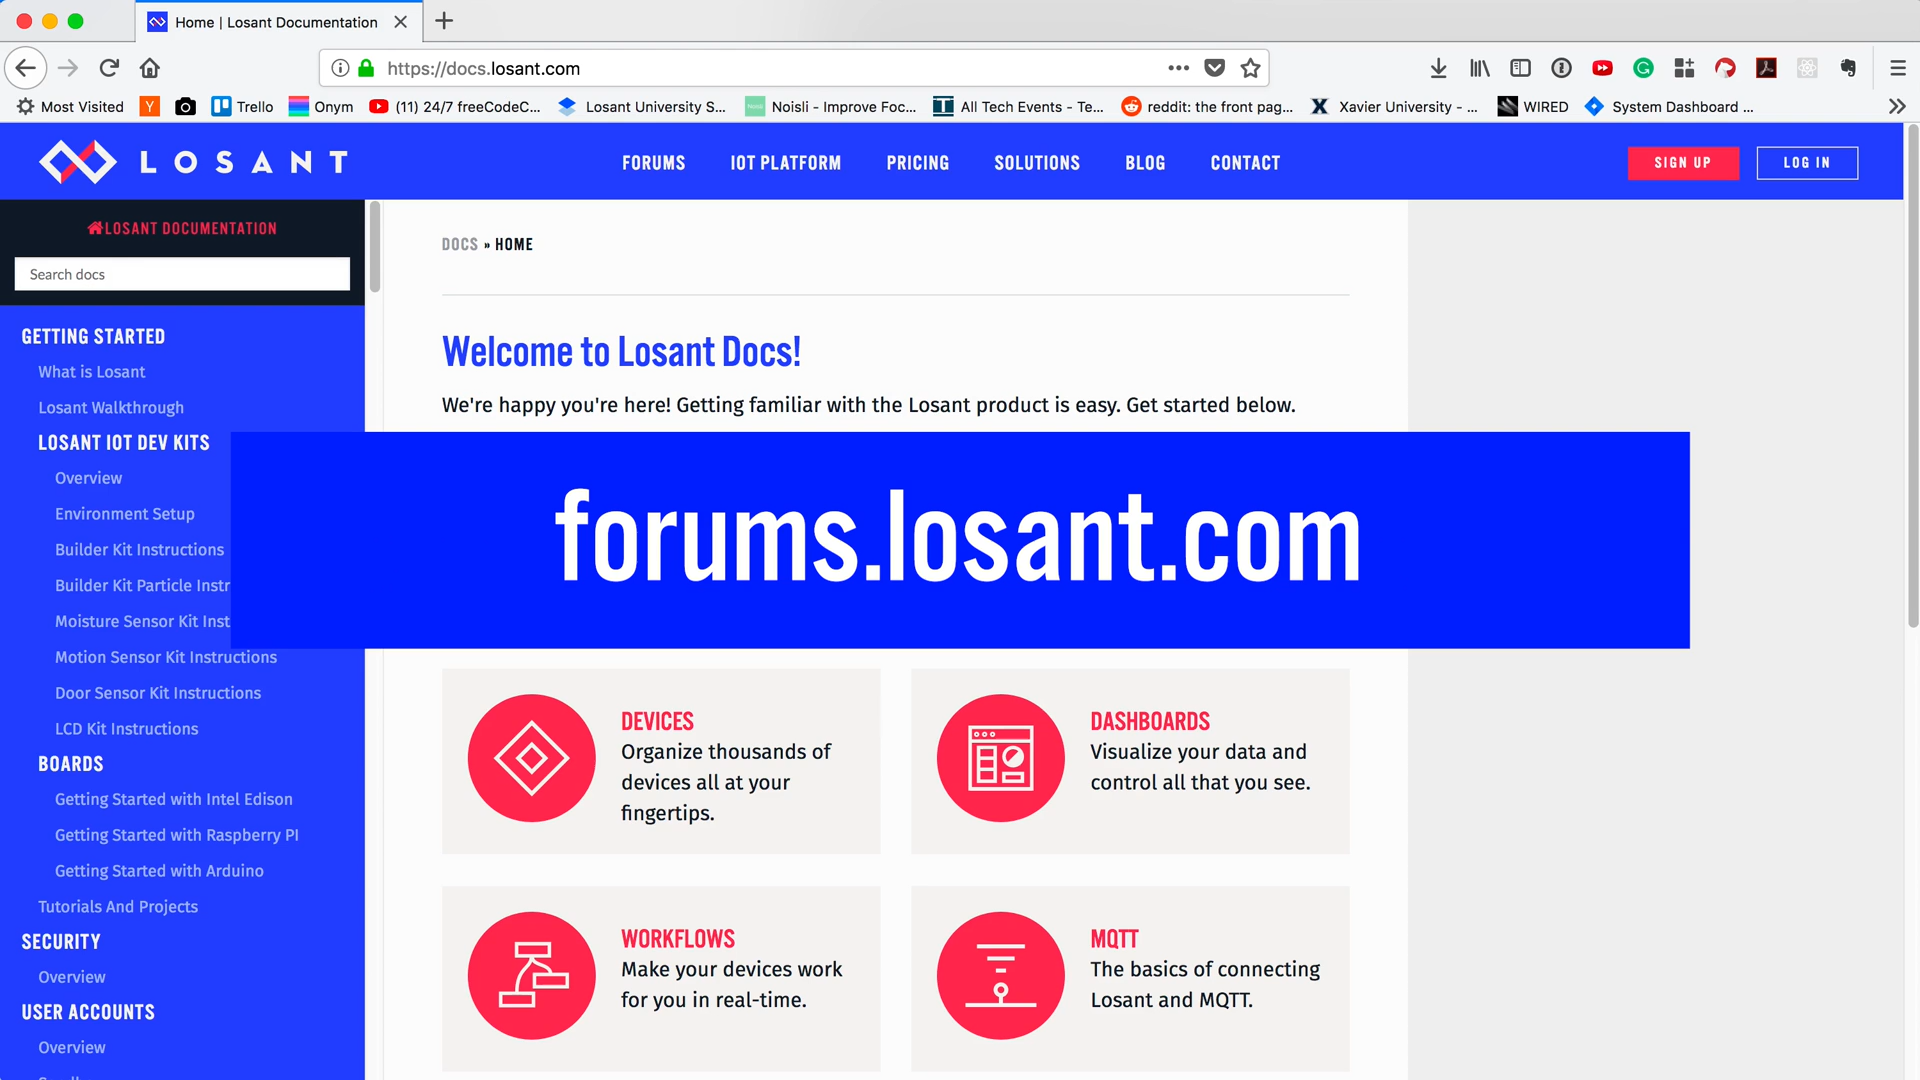 Home | Losant Documentation
https://docs.losant.com
Most Visited
Y
Trello
Onym
(11) 24/7 freeCodeC...
Losant University S...
Noisli - Improve Foc...
All Tech Events - Te...
reddit: the front pag...
Xavier University - ...
WIRED
System Dashboard ...
LOSANT
FORUMS
IOT PLATFORM
PRICING
SOLUTIONS
BLOG
CONTACT
SIGN UP
LOG IN
LOSANT DOCUMENTATION
Search docs
GETTING STARTED
What is Losant
Losant Walkthrough
LOSANT IOT DEV KITS
Overview
Environment Setup
Builder Kit Instructions
Builder Kit Particle Instr
Moisture Sensor Kit Inst
Motion Sensor Kit Instructions
Door Sensor Kit Instructions
LCD Kit Instructions
BOARDS
Getting Started with Intel Edison
Getting Started with Raspberry PI
Getting Started with Arduino
Tutorials And Projects
SECURITY
Overview
USER ACCOUNTS
Overview
DOCS » HOME
Welcome to Losant Docs!
We're happy you're here! Getting familiar with the Losant product is easy. Get started below.
forums.losant.com
DEVICES
Organize thousands of
devices all at your
fingertips.
DASHBOARDS
Visualize your data and
control all that you see.
WORKFLOWS
Make your devices work
for you in real-time.
MQTT
The basics of connecting
Losant and MQTT.